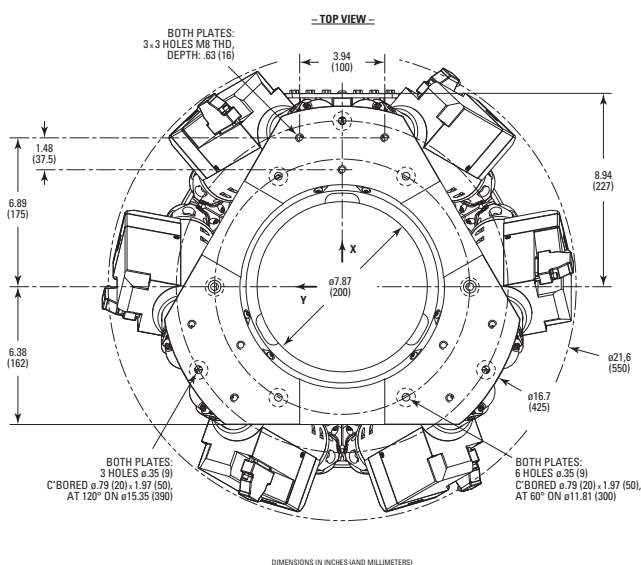 – TOP VIEW –
BOTH PLATES:
3 x 3 HOLES M8 THD,
DEPTH: .63 (16)
3.94
(100)
1.48
(37.5)
6.89
(175)
8.94
(227)
X
Y
ø7.87
(200)
6.38
(162)
ø21,6
(550)
ø16.7
(425)
BOTH PLATES:
3 HOLES ø.35 (9)
C'BORED ø.79 (20) x 1.97 (50),
AT 120° ON ø15.35 (390)
BOTH PLATES:
6 HOLES ø.35 (9)
C'BORED ø.79 (20) x 1.97 (50),
AT 60° ON ø11.81 (300)
DIMENSIONS IN INCHES (AND MILLIMETERS)